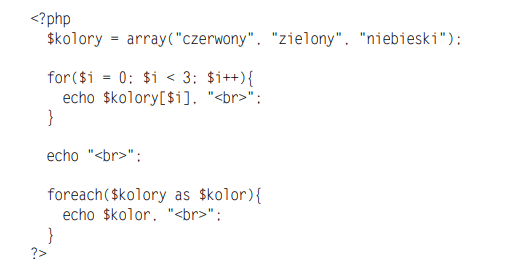 <?php
$kolory = array("czerwony", "zielony", "niebieski");
for($i = 0; $i < 3; $i++){
echo $kolory[$i], "<br>";
}
echo "<br>";
foreach($kolory as $kolor){
echo $kolor, "<br>";
}
?>